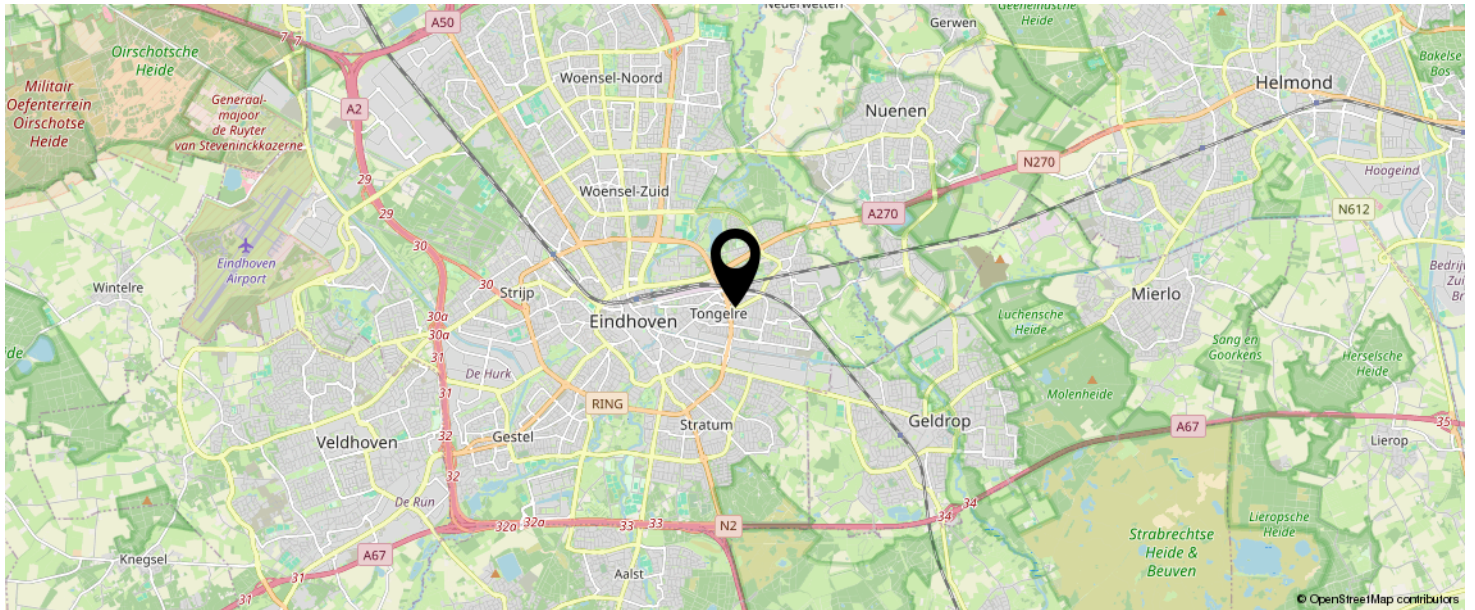 7
7
A50
Nederwetten
Gerwen
Oirschotsche
Heide
Woensel-Noord
Helmond
Bakelse
Bos
Militair
Oefenterrein
Oirschotse
Heide
Generaal-
majoor
de Ruyter
van Steveninckkazerne
A2
Nuenen
N270
29
Woensel-Zuid
Hoogeind
29
A270
N612
30
Eindhoven
Airport
Wintelre
30
Strijp
Mierlo
30a
30a
Tongelre
Eindhoven
Luchense
Heide
Sang en
Goorkens
31
Herselsche
Heide
De Hurk
31
RING
Molenheide
Geldrop
A67
35
Stratum
Lierop
32
Gestel
Veldhoven
32
De Run
34
34
32a
32a
33
33
N2
Lieropsche
Heide
Strabrechtse
Heide &
Beuven
Knegsel
A67
31
Aalst
31
© OpenStreetMap contributors